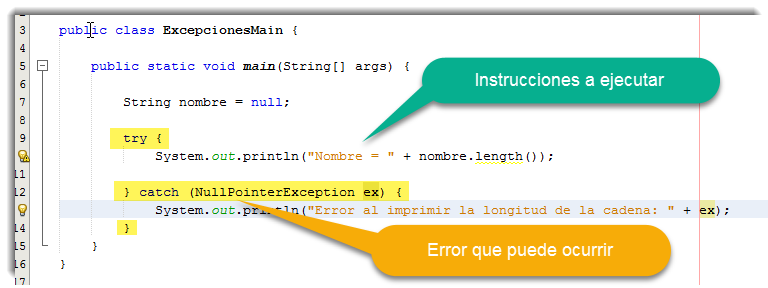 3 public class ExcepcionesMain {
4
5 public static void main(String[] args) {
6
7 String nombre = null;
8
9 try {
System.out.println("Nombre = " + nombre.length());
11
12 } catch (NullPointerException ex) {
System.out.println("Error al imprimir la longitud de la cadena: " + ex);
14 }
15 }
16 }
17
Instrucciones a ejecutar
Error que puede ocurrir